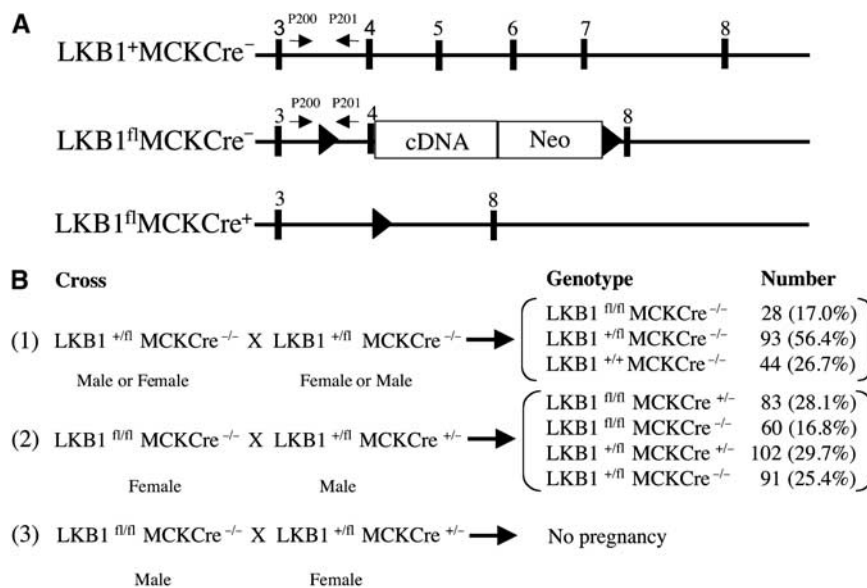 A
3 P200 P201 4 5 6 7 8
LKB1⁺MCKCre⁻
3 P200 P201 4 8
LKB1ᶠˡMCKCre⁻ cDNA Neo
3 8
LKB1ᶠˡMCKCre⁺
B Cross Genotype Number
(1) LKB1 +/fl MCKCre −/− X LKB1 +/fl MCKCre −/−
Male or Female Female or Male
LKB1 fl/fl MCKCre −/− 28 (17.0%)
LKB1 +/fl MCKCre −/− 93 (56.4%)
LKB1 +/+ MCKCre −/− 44 (26.7%)
(2) LKB1 fl/fl MCKCre −/− X LKB1 +/fl MCKCre +/−
Female Male
LKB1 fl/fl MCKCre +/− 83 (28.1%)
LKB1 fl/fl MCKCre −/− 60 (16.8%)
LKB1 +/fl MCKCre +/− 102 (29.7%)
LKB1 +/fl MCKCre −/− 91 (25.4%)
(3) LKB1 fl/fl MCKCre −/− X LKB1 +/fl MCKCre +/− No pregnancy
Male Female